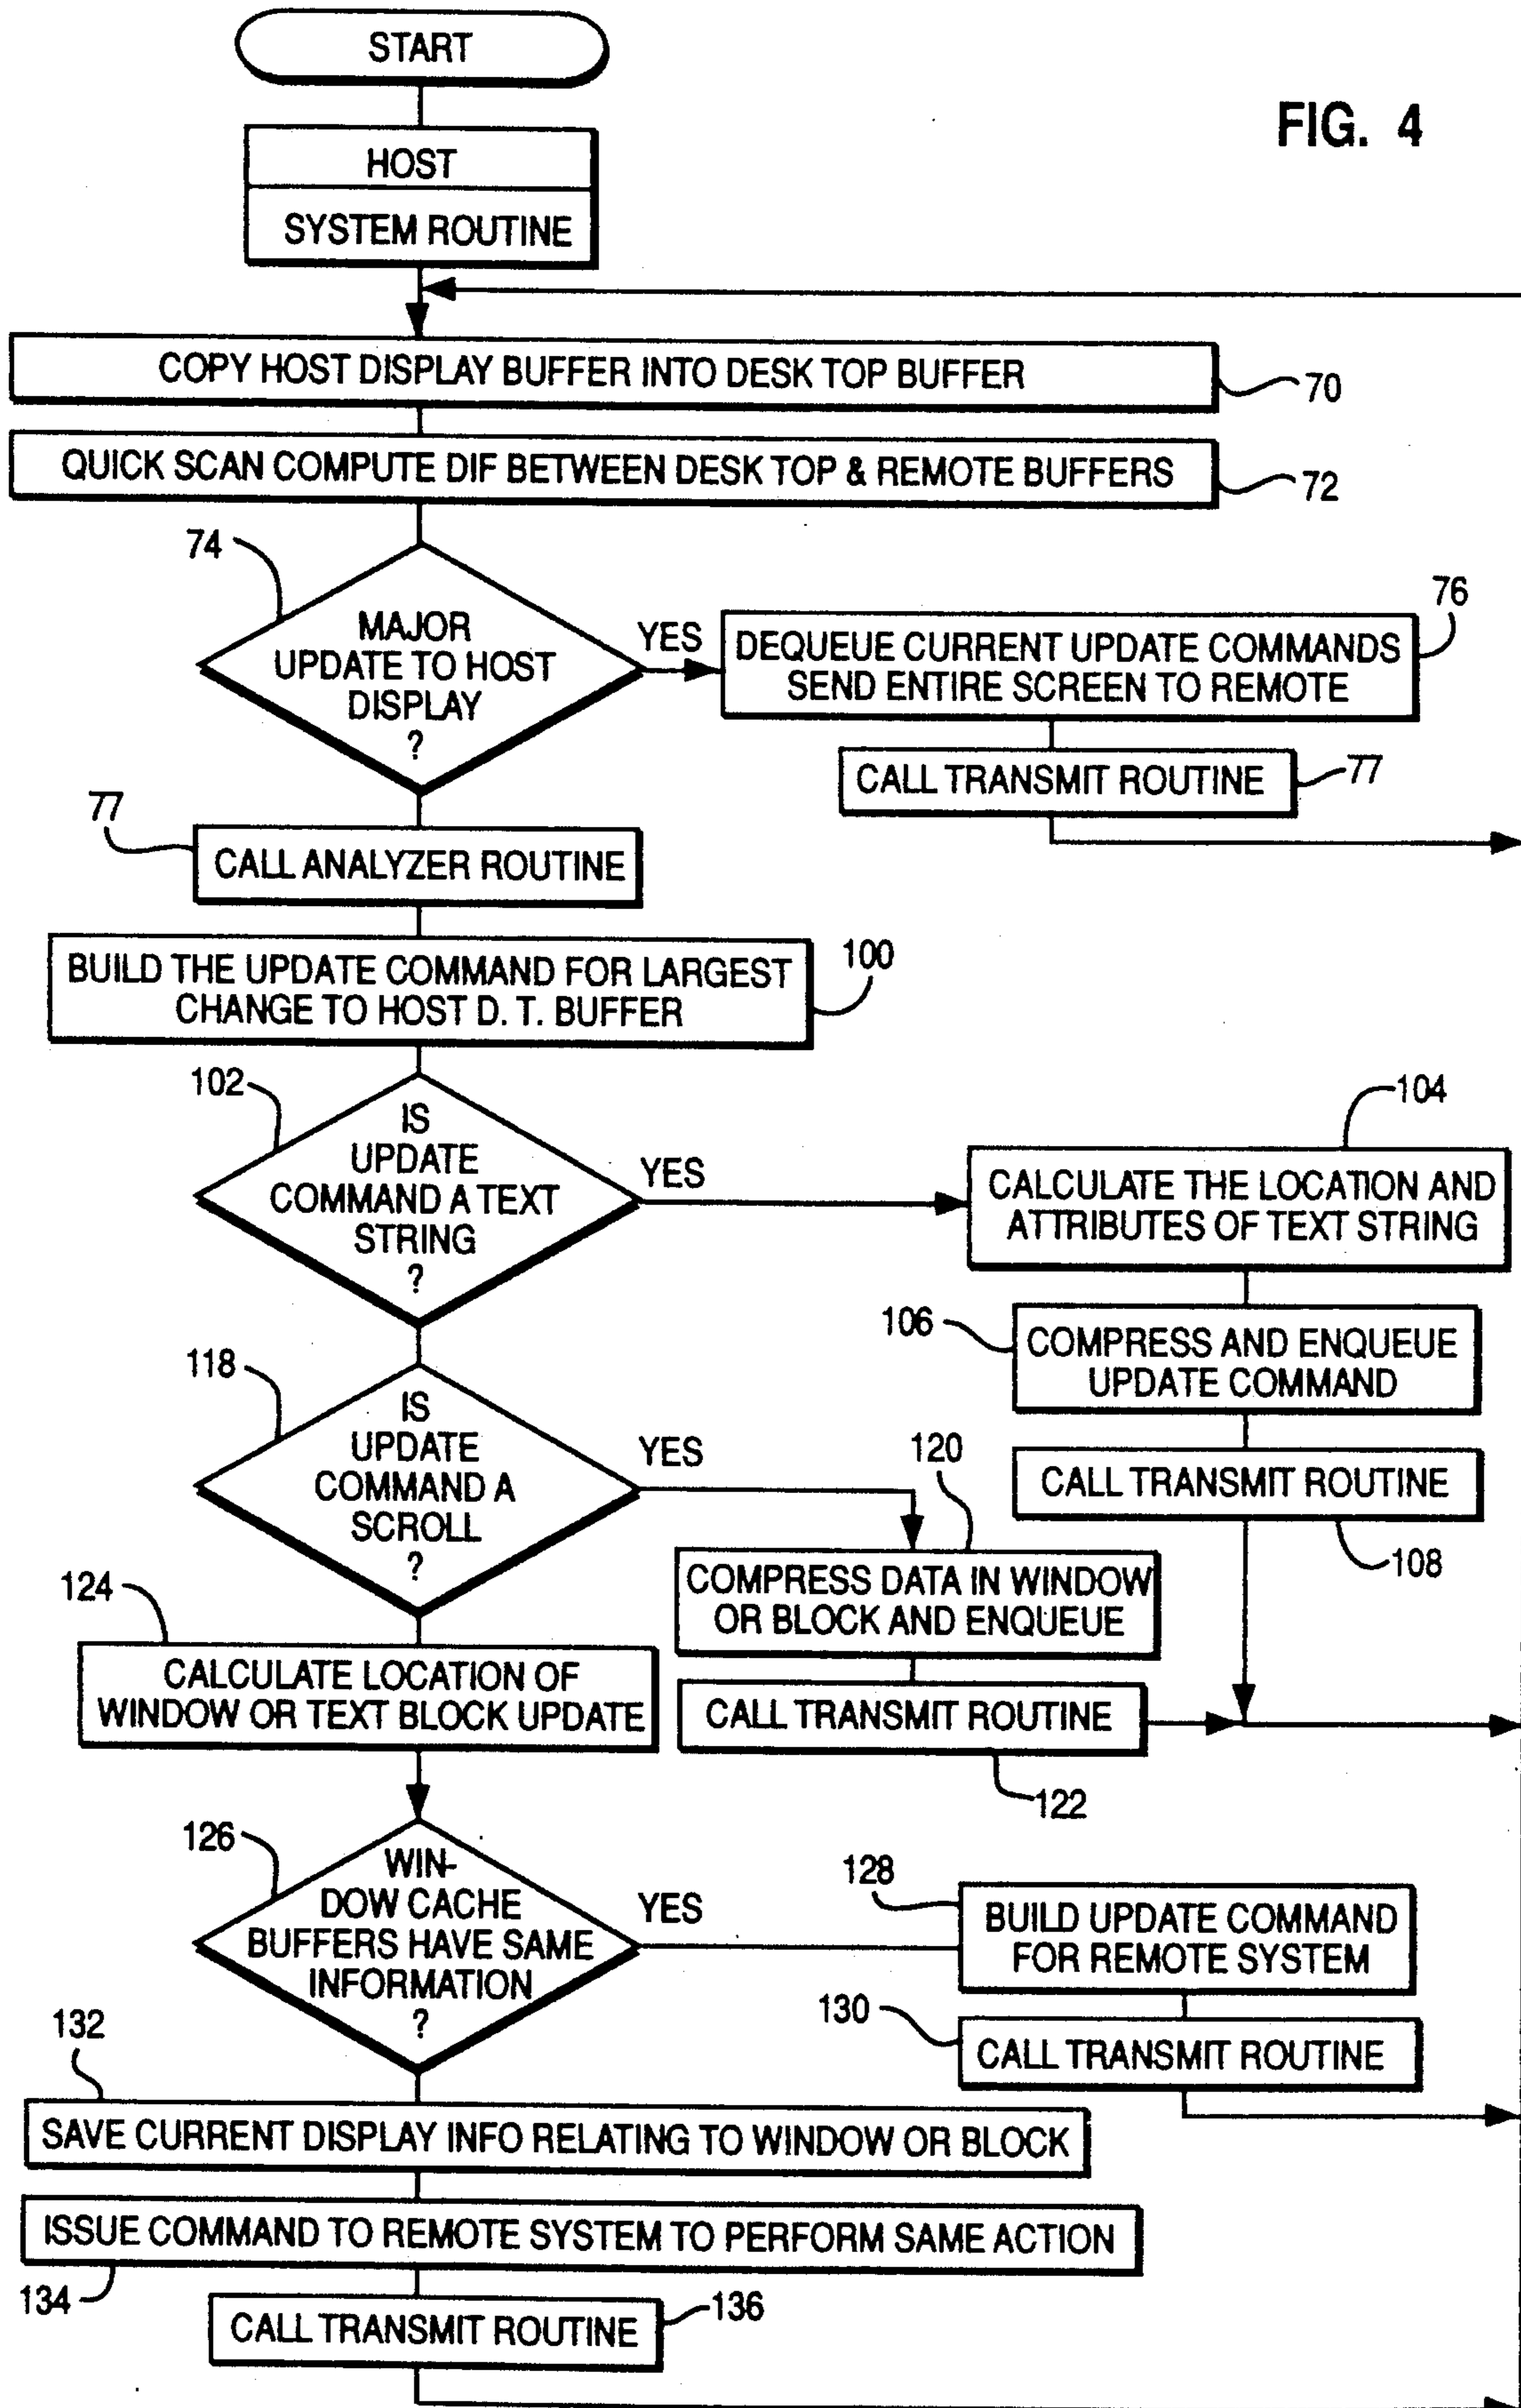 START
FIG. 4
HOST
SYSTEM ROUTINE
COPY HOST DISPLAY BUFFER INTO DESK TOP BUFFER
70
QUICK SCAN COMPUTE DIF BETWEEN DESK TOP & REMOTE BUFFERS
72
74
MAJOR
UPDATE TO HOST
DISPLAY
?
YES
76
DEQUEUE CURRENT UPDATE COMMANDS
SEND ENTIRE SCREEN TO REMOTE
CALL TRANSMIT ROUTINE
77
77
CALL ANALYZER ROUTINE
BUILD THE UPDATE COMMAND FOR LARGEST
CHANGE TO HOST D. T. BUFFER
100
102
IS
UPDATE
COMMAND A TEXT
STRING
?
YES
104
CALCULATE THE LOCATION AND
ATTRIBUTES OF TEXT STRING
106
COMPRESS AND ENQUEUE
UPDATE COMMAND
CALL TRANSMIT ROUTINE
108
118
IS
UPDATE
COMMAND A
SCROLL
?
YES
120
COMPRESS DATA IN WINDOW
OR BLOCK AND ENQUEUE
CALL TRANSMIT ROUTINE
122
124
CALCULATE LOCATION OF
WINDOW OR TEXT BLOCK UPDATE
126
WIN-
DOW CACHE
BUFFERS HAVE SAME
INFORMATION
?
YES
128
BUILD UPDATE COMMAND
FOR REMOTE SYSTEM
130
CALL TRANSMIT ROUTINE
132
SAVE CURRENT DISPLAY INFO RELATING TO WINDOW OR BLOCK
ISSUE COMMAND TO REMOTE SYSTEM TO PERFORM SAME ACTION
134
CALL TRANSMIT ROUTINE
136